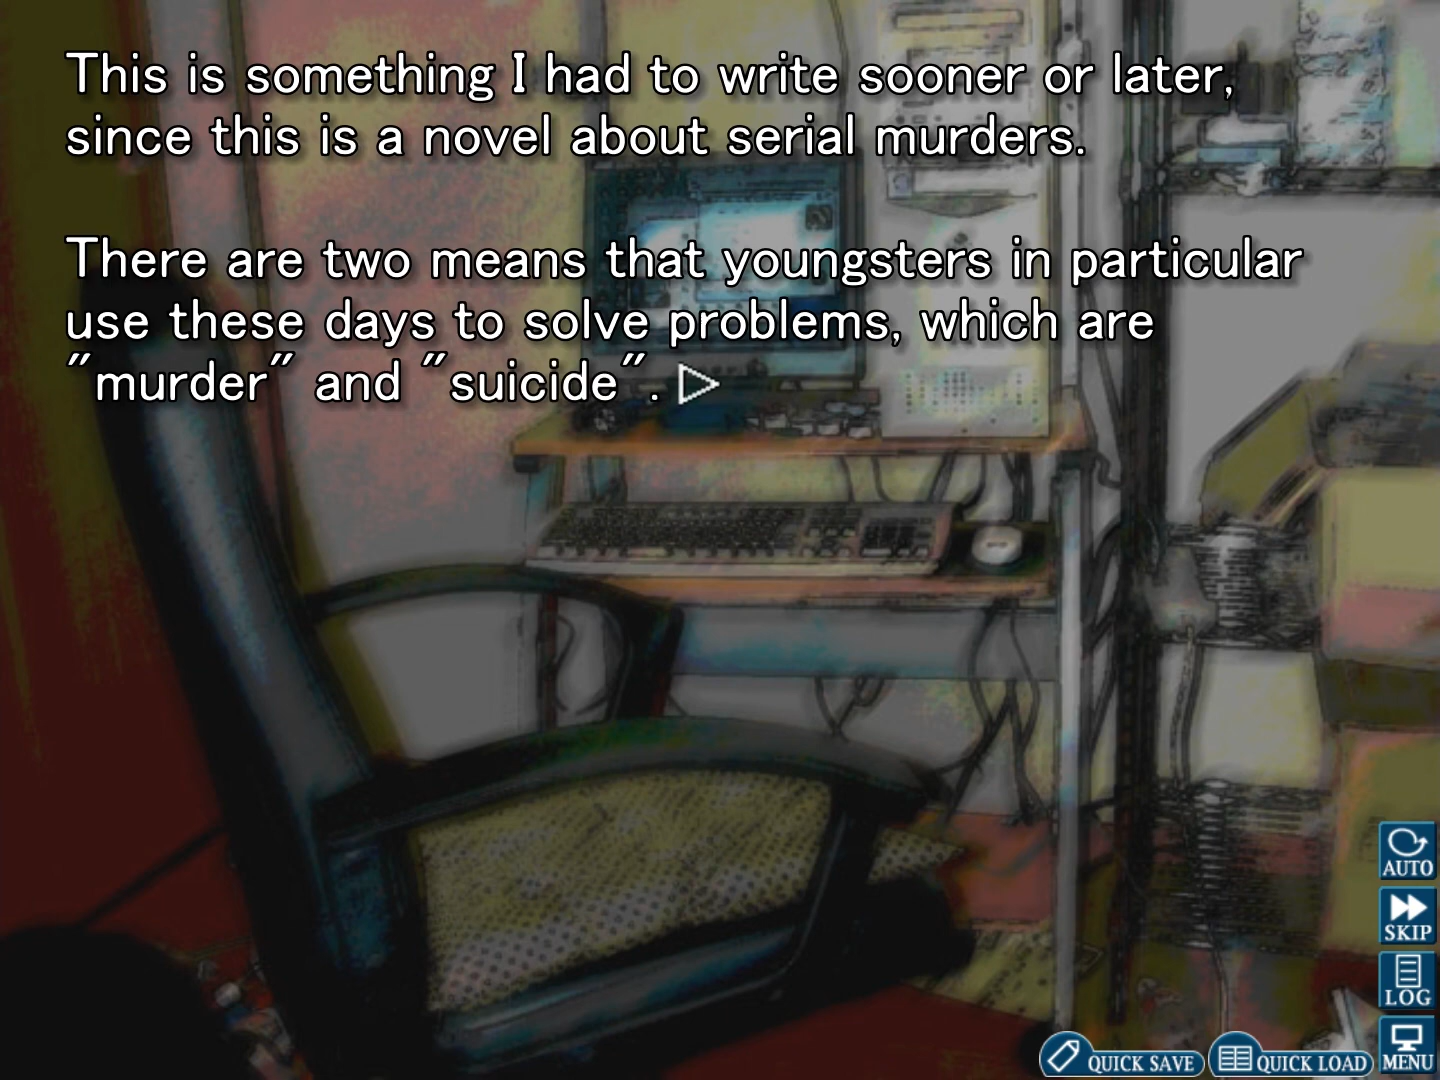 This is something I had to write sooner or later,
since this is a novel about serial murders.
There are two means that youngsters in particular
use these days to solve problems, which are
"murder" and "suicide".
AUTO
SKIP
LOG
QUICK SAVE
QUICK LOAD
MENU